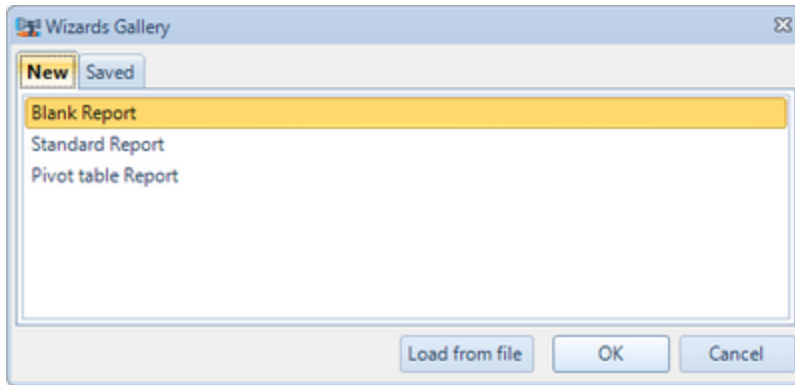 Wizards Gallery
New Saved
Blank Report
Standard Report
Pivot table Report
Load from file OK Cancel